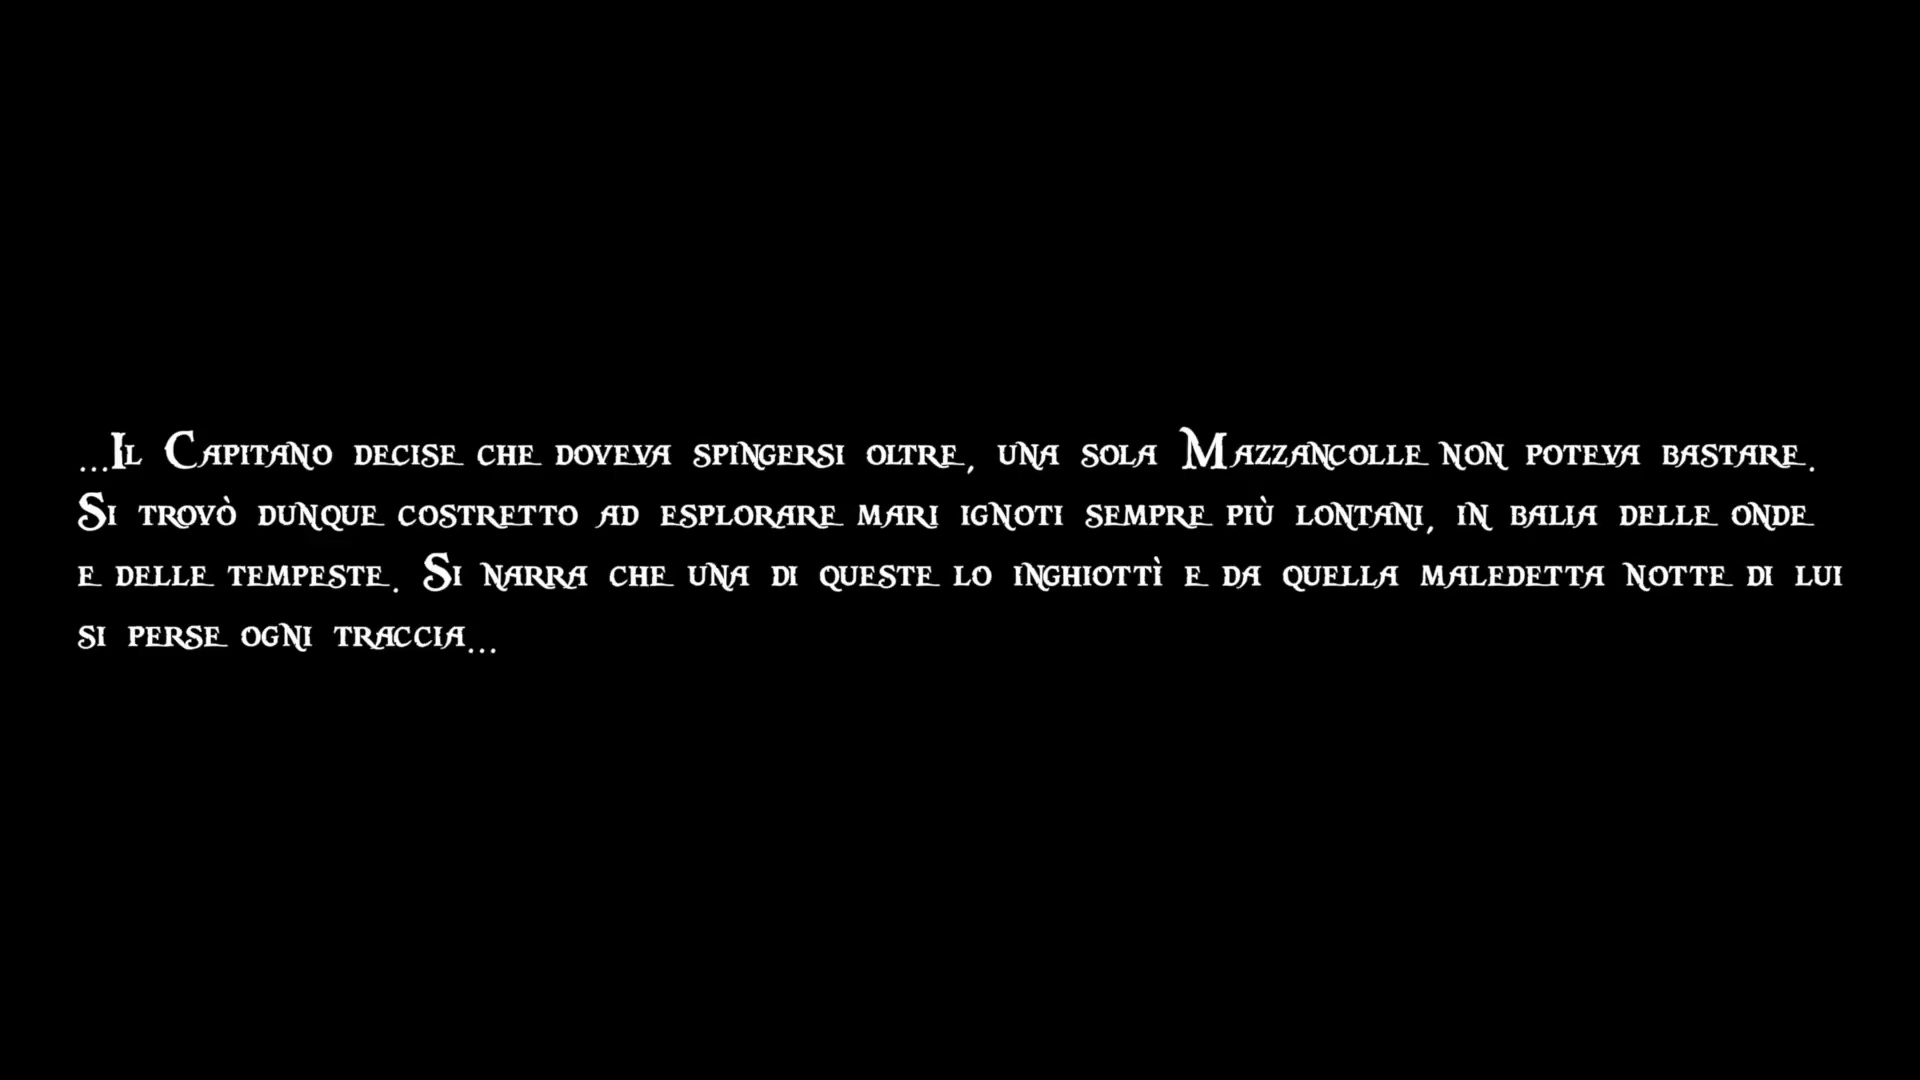 ...Il Capitano decise che doveva spingersi oltre, una sola Mazzancolle non poteva bastare.
Si trovò dunque costretto ad esplorare mari ignoti sempre più lontani, in balia delle onde
e delle tempeste. Si narra che una di queste lo inghiottì e da quella maledetta notte di lui
si perse ogni traccia...